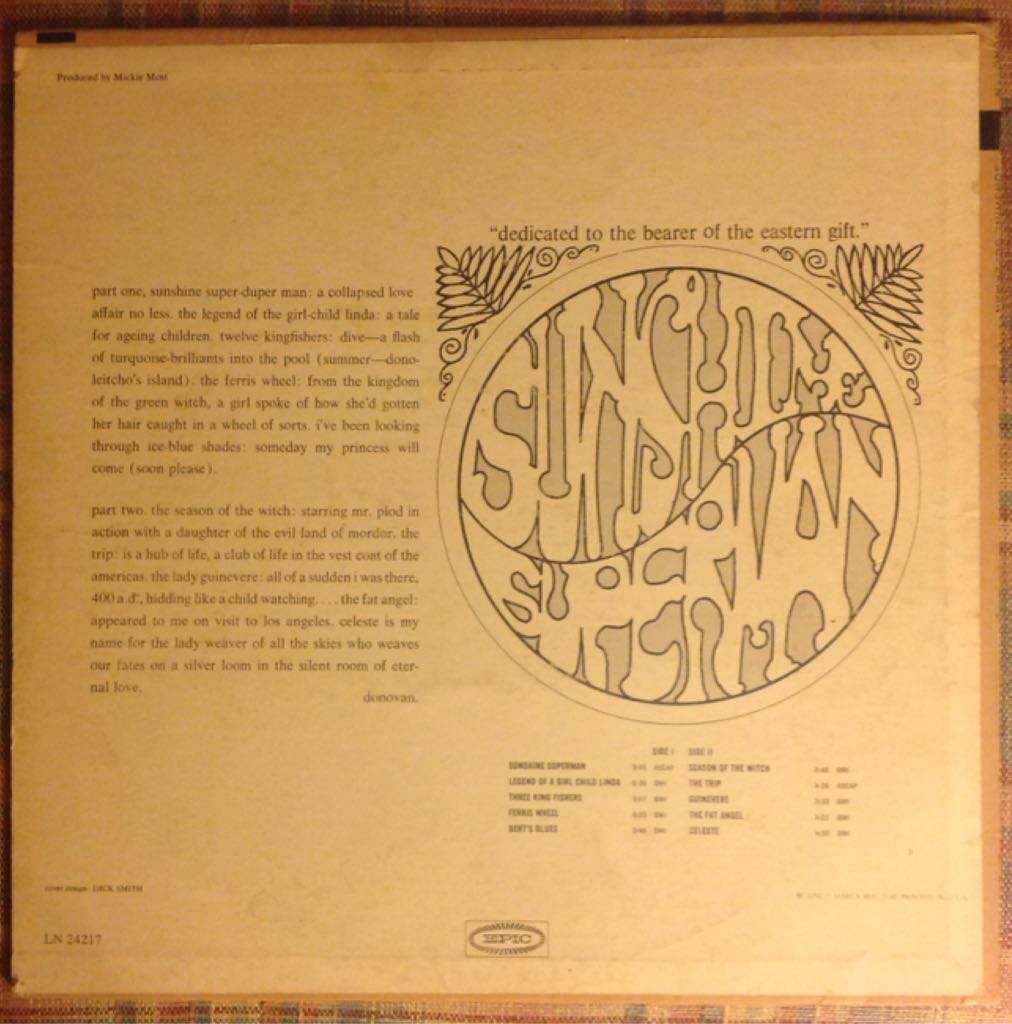 Produced by Mickie Most
"dedicated to the bearer of the eastern gift."
part one, sunshine super-duper man: a collapsed love
affair no less. the legend of the girl-child linda: a tale
for ageing children. twelve kingfishers: dive—a flash
of turquoise-brilliants into the pool (summer—dono-
leitcho's island). the ferris wheel: from the kingdom
of the green witch, a girl spoke of how she'd gotten
her hair caught in a wheel of sorts. i've been looking
through ice-blue shades: someday my princess will
come (soon please).
part two. the season of the witch: starring mr. plod in
action with a daughter of the evil land of mordor. the
trip: is a hub of life, a club of life in the vest coat of the
americas. the lady guinevere: all of a sudden i was there,
400 a.d., hidding like a child watching. . . . the fat angel:
appeared to me on visit to los angeles. celeste is my
name for the lady weaver of all the skies who weaves
our fates on a silver loom in the silent room of eter-
nal love.
donovan.
SIDE I SIDE II
SUNSHINE SUPERMAN ASCAP SEASON OF THE WITCH BMI
LEGEND OF A GIRL CHILD LINDA BMI THE TRIP ASCAP
THREE KING FISHERS BMI GUINEVERE BMI
FERRIS WHEEL BMI THE FAT ANGEL BMI
BERT'S BLUES BMI CELESTE BMI
cover design: DICK SMITH
LN 24217
EPIC